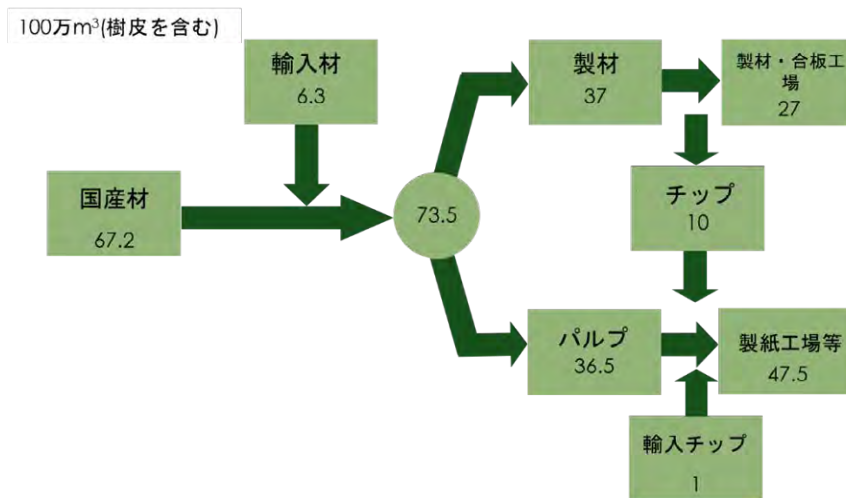 100万m³(樹皮を含む)
輸入材
6.3
製材
37
製材・合板工
場
27
国産材
67.2
73.5
チップ
10
パルプ
36.5
製紙工場等
47.5
輸入チップ
1